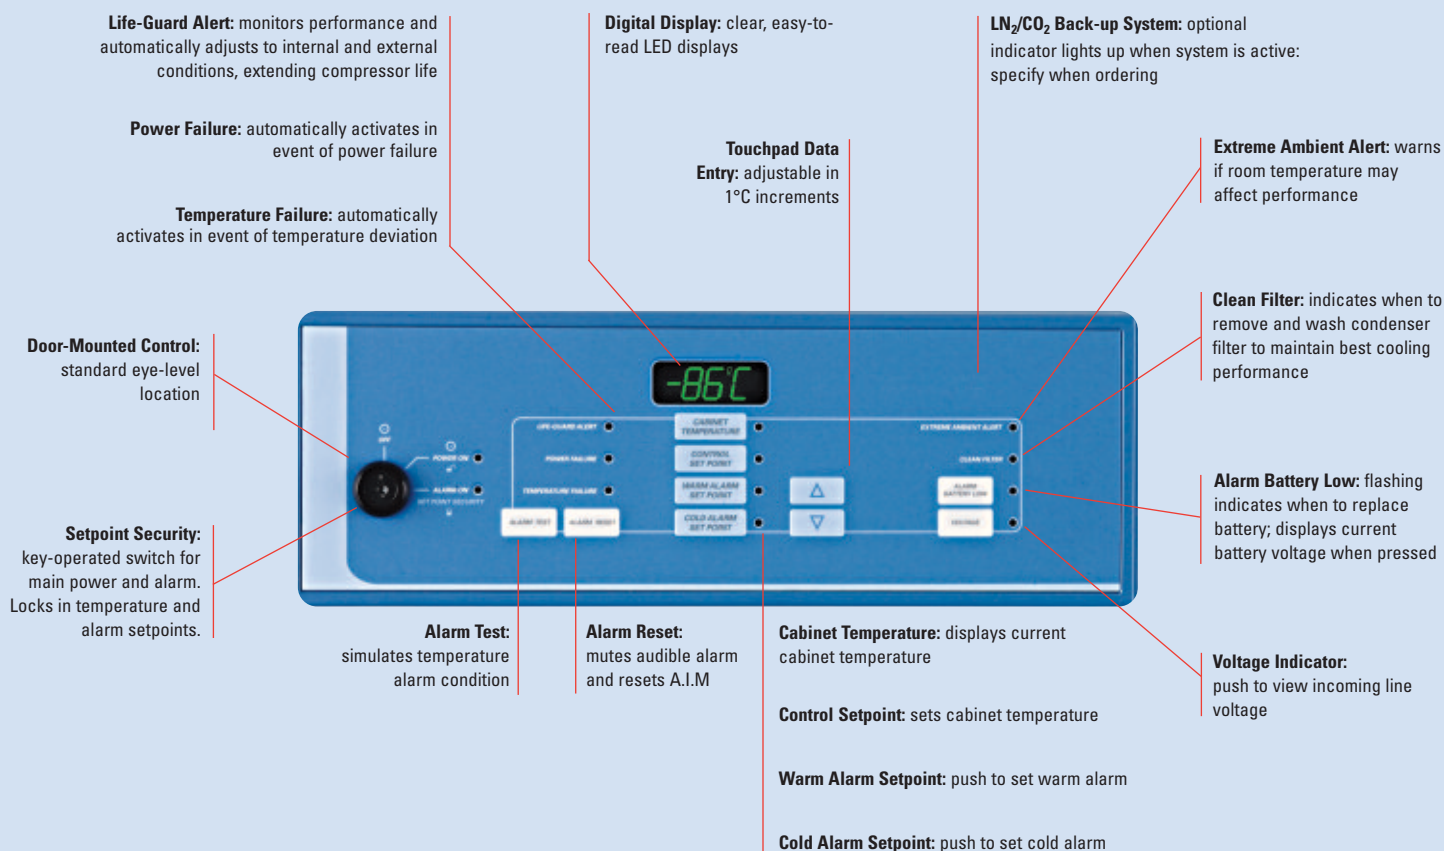 Life-Guard Alert: monitors performance and
automatically adjusts to internal and external
conditions, extending compressor life
Power Failure: automatically activates in
event of power failure
Temperature Failure: automatically
activates in event of temperature deviation
Door-Mounted Control:
standard eye-level
location
Setpoint Security:
key-operated switch for
main power and alarm.
Locks in temperature and
alarm setpoints.
Digital Display: clear, easy-to-
read LED displays
Touchpad Data
Entry: adjustable in
1°C increments
LN₂/CO₂ Back-up System: optional
indicator lights up when system is active:
specify when ordering
Extreme Ambient Alert: warns
if room temperature may
affect performance
Clean Filter: indicates when to
remove and wash condenser
filter to maintain best cooling
performance
Alarm Battery Low: flashing
indicates when to replace
battery; displays current
battery voltage when pressed
Voltage Indicator:
push to view incoming line
voltage
-86°C
OFF
POWER ON
ALARM ON
SET POINT SECURITY
LIFE-GUARD ALERT
POWER FAILURE
TEMPERATURE FAILURE
ALARM TEST
ALARM RESET
CABINET
TEMPERATURE
CONTROL
SET POINT
WARM ALARM
SET POINT
COLD ALARM
SET POINT
EXTREME AMBIENT ALERT
CLEAN FILTER
ALARM
BATTERY LOW
VOLTAGE
Alarm Test:
simulates temperature
alarm condition
Alarm Reset:
mutes audible alarm
and resets A.I.M
Cabinet Temperature: displays current
cabinet temperature
Control Setpoint: sets cabinet temperature
Warm Alarm Setpoint: push to set warm alarm
Cold Alarm Setpoint: push to set cold alarm